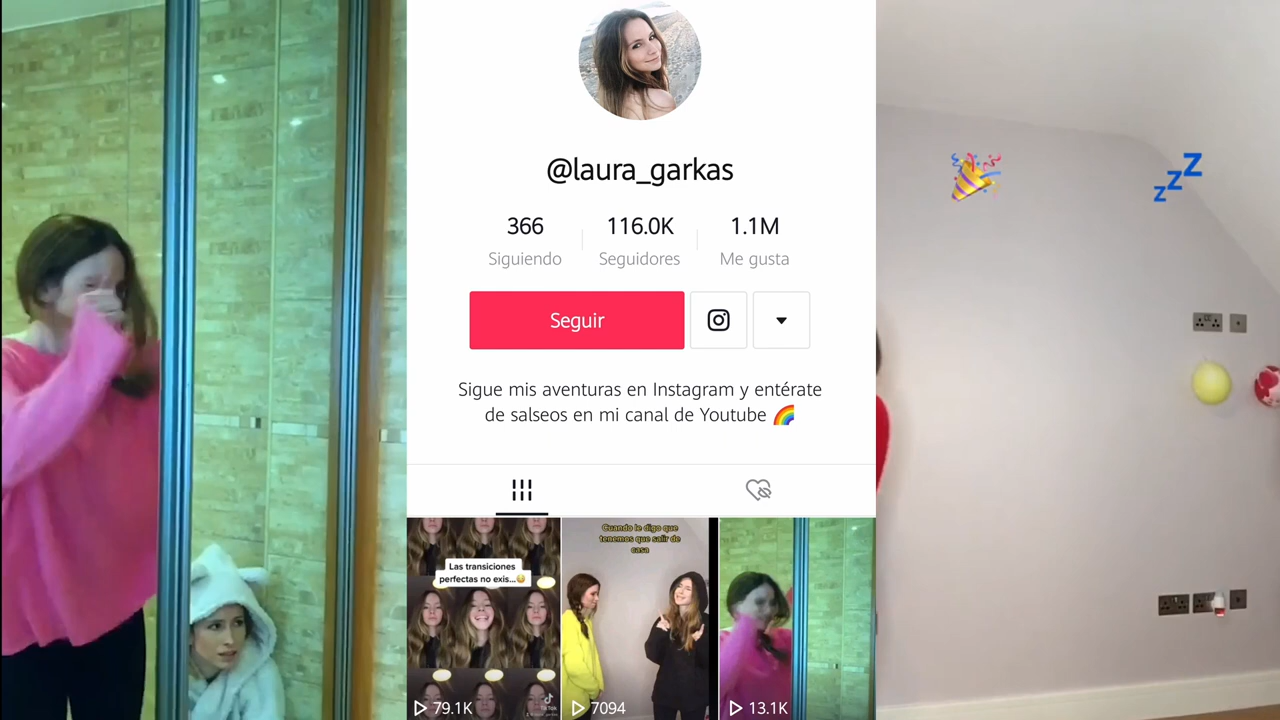 @laura_garkas
366
116.0K
1.1M
Siguiendo
Seguidores
Me gusta
Seguir
Sigue mis aventuras en Instagram y entérate
de salseos en mi canal de Youtube 🌈
Las transiciones
perfectas no exis...😳
Cuando le digo que
tenemos que salir de
casa
79.1K
7094
13.1K